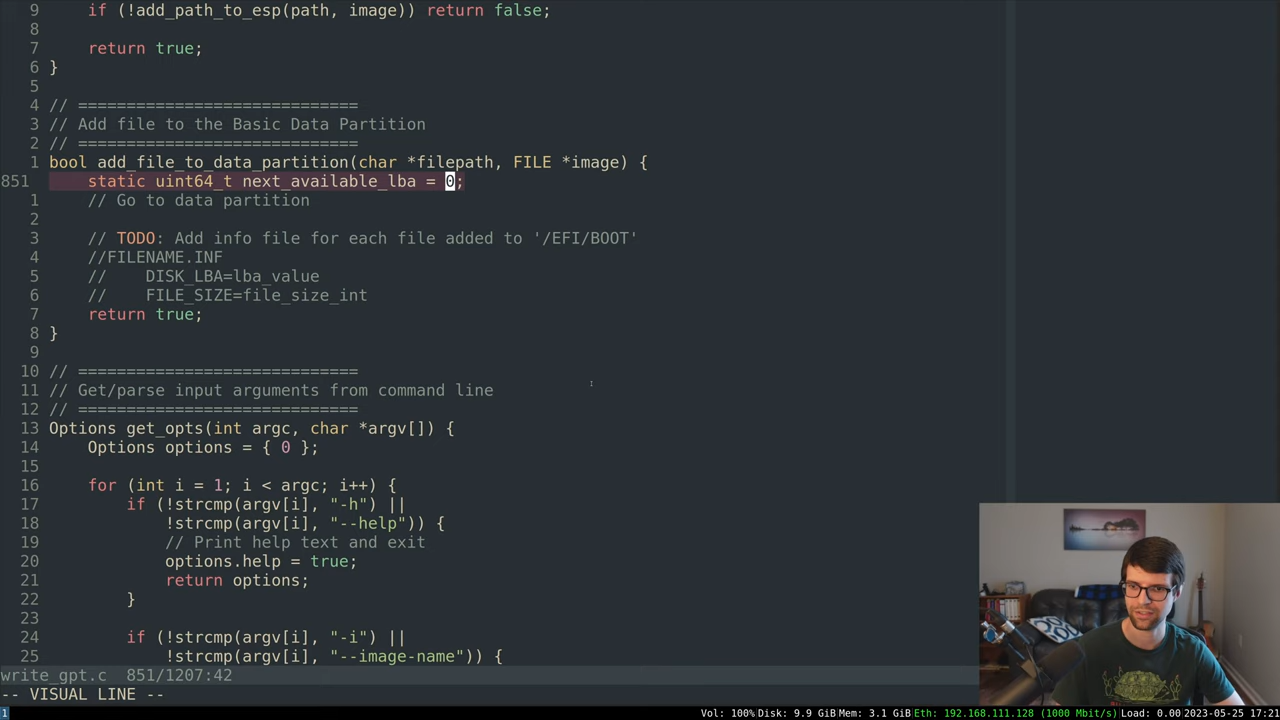 9     if (!add_path_to_esp(path, image)) return false;
8
7     return true;
6 }
5
4 // =============================
3 // Add file to the Basic Data Partition
2 // =============================
1 bool add_file_to_data_partition(char *filepath, FILE *image) {
851     static uint64_t next_available_lba = 0;
1     // Go to data partition
2
3     // TODO: Add info file for each file added to '/EFI/BOOT'
4     //FILENAME.INF
5     //    DISK_LBA=lba_value
6     //    FILE_SIZE=file_size_int
7     return true;
8 }
9
10 // =============================
11 // Get/parse input arguments from command line
12 // =============================
13 Options get_opts(int argc, char *argv[]) {
14     Options options = { 0 };
15
16     for (int i = 1; i < argc; i++) {
17         if (!strcmp(argv[i], "-h") ||
18             !strcmp(argv[i], "--help")) {
19             // Print help text and exit
20             options.help = true;
21             return options;
22         }
23
24         if (!strcmp(argv[i], "-i") ||
25             !strcmp(argv[i], "--image-name")) {
write_gpt.c  851/1207:42
-- VISUAL LINE --
1 Vol: 100% Disk: 9.9 GiB Mem: 3.1 GiB Eth: 192.168.111.128 (1000 Mbit/s) Load: 0.00 2023-05-25 17:21